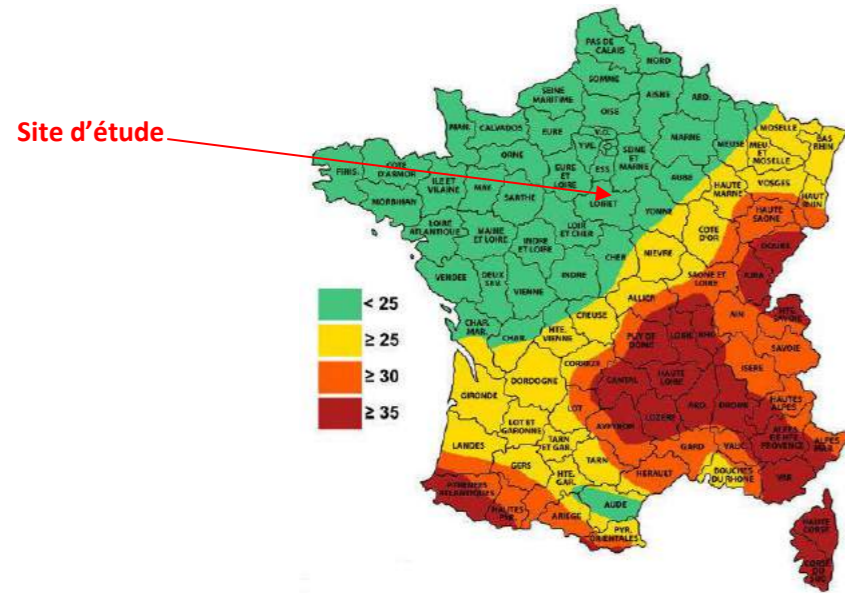 Site d'étude
PAS DE
CALAIS
NORD
SOMME
SEINE
MARITIME
AISNE
ARD.
OISE
MAN.
CALVADOS
EURE
V.O.
YVE.
ESS.
SEINE
ET
MARNE
MARNE
MEUSE
MOSELLE
MEU.
ET
MOSELLE
BAS
RHIN
ORNE
FINIS.
COTE
D'ARMOR
ILE ET
VILAINE
MAY.
SARTHE
EURE
ET
LOIRE
AUBE
HAUTE
MARNE
VOSGES
HAUT
RHIN
MORBIHAN
LOIRET
YONNE
HAUTE
SAONE
LOIRE
ATLANTIQUE
MAINE
ET LOIRE
INDRE
ET LOIRE
LOIR
ET CHER
CHER
NIEVRE
COTE
D'OR
DOUBS
JURA
VENDEE
DEUX
SEV.
VIENNE
INDRE
SAONE ET
LOIRE
ALLIER
CREUSE
AIN
HTE.
SAVOIE
CHAR.
MAR.
CHAR.
HTE.
VIENNE
PUY DE
DOME
LOIRE
RHO.
SAVOIE
ISERE
CORREZE
DORDOGNE
GIRONDE
CANTAL
HAUTE
LOIRE
ARD.
DROME
HAUTES
ALPES
LOT
LOT ET
GARONNE
AVEYRON
LOZERE
GARD
VAUC.
ALPES
DE HTE
PROVENCE
ALPES
MAR.
LANDES
TARN
ET GAR.
TARN
GERS
HTE.
GAR.
HERAULT
BOUCHES
DU RHONE
VAR
PYRENEES
ATLANTIQUES
HAUTES
PYR.
ARIEGE
AUDE
PYR.
ORIENTALES
HAUTE
CORSE
CORSE
DU
SUD
< 25
≥ 25
≥ 30
≥ 35